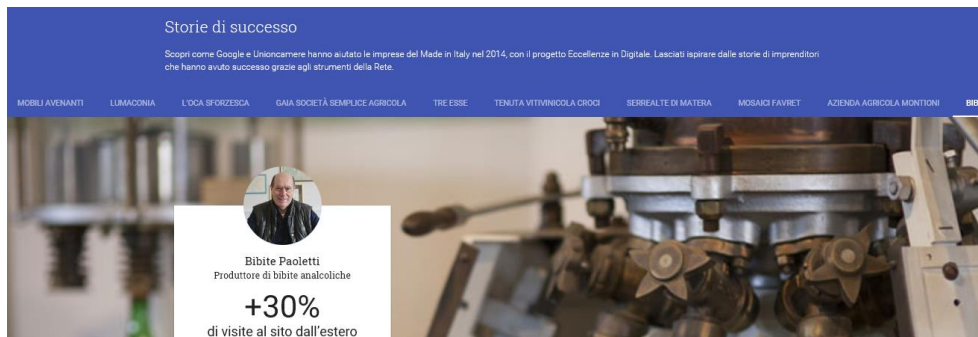 Storie di successo
Scopri come Google e Unioncamere hanno aiutato le imprese del Made in Italy nel 2014, con il progetto Eccellenze in Digitale. Lasciati ispirare dalle storie di imprenditori
che hanno avuto successo grazie agli strumenti della Rete.
MOBILI AVENANTI LUMACONIA L'OCA SFORZESCA GAIA SOCIETÀ SEMPLICE AGRICOLA TRE ESSE TENUTA VITIVINICOLA CROCI SERREALTE DI MATERA MOSAICI FAVRET AZIENDA AGRICOLA MONTIONI BIB
Bibite Paoletti
Produttore di bibite analcoliche
+30%
di visite al sito dall'estero